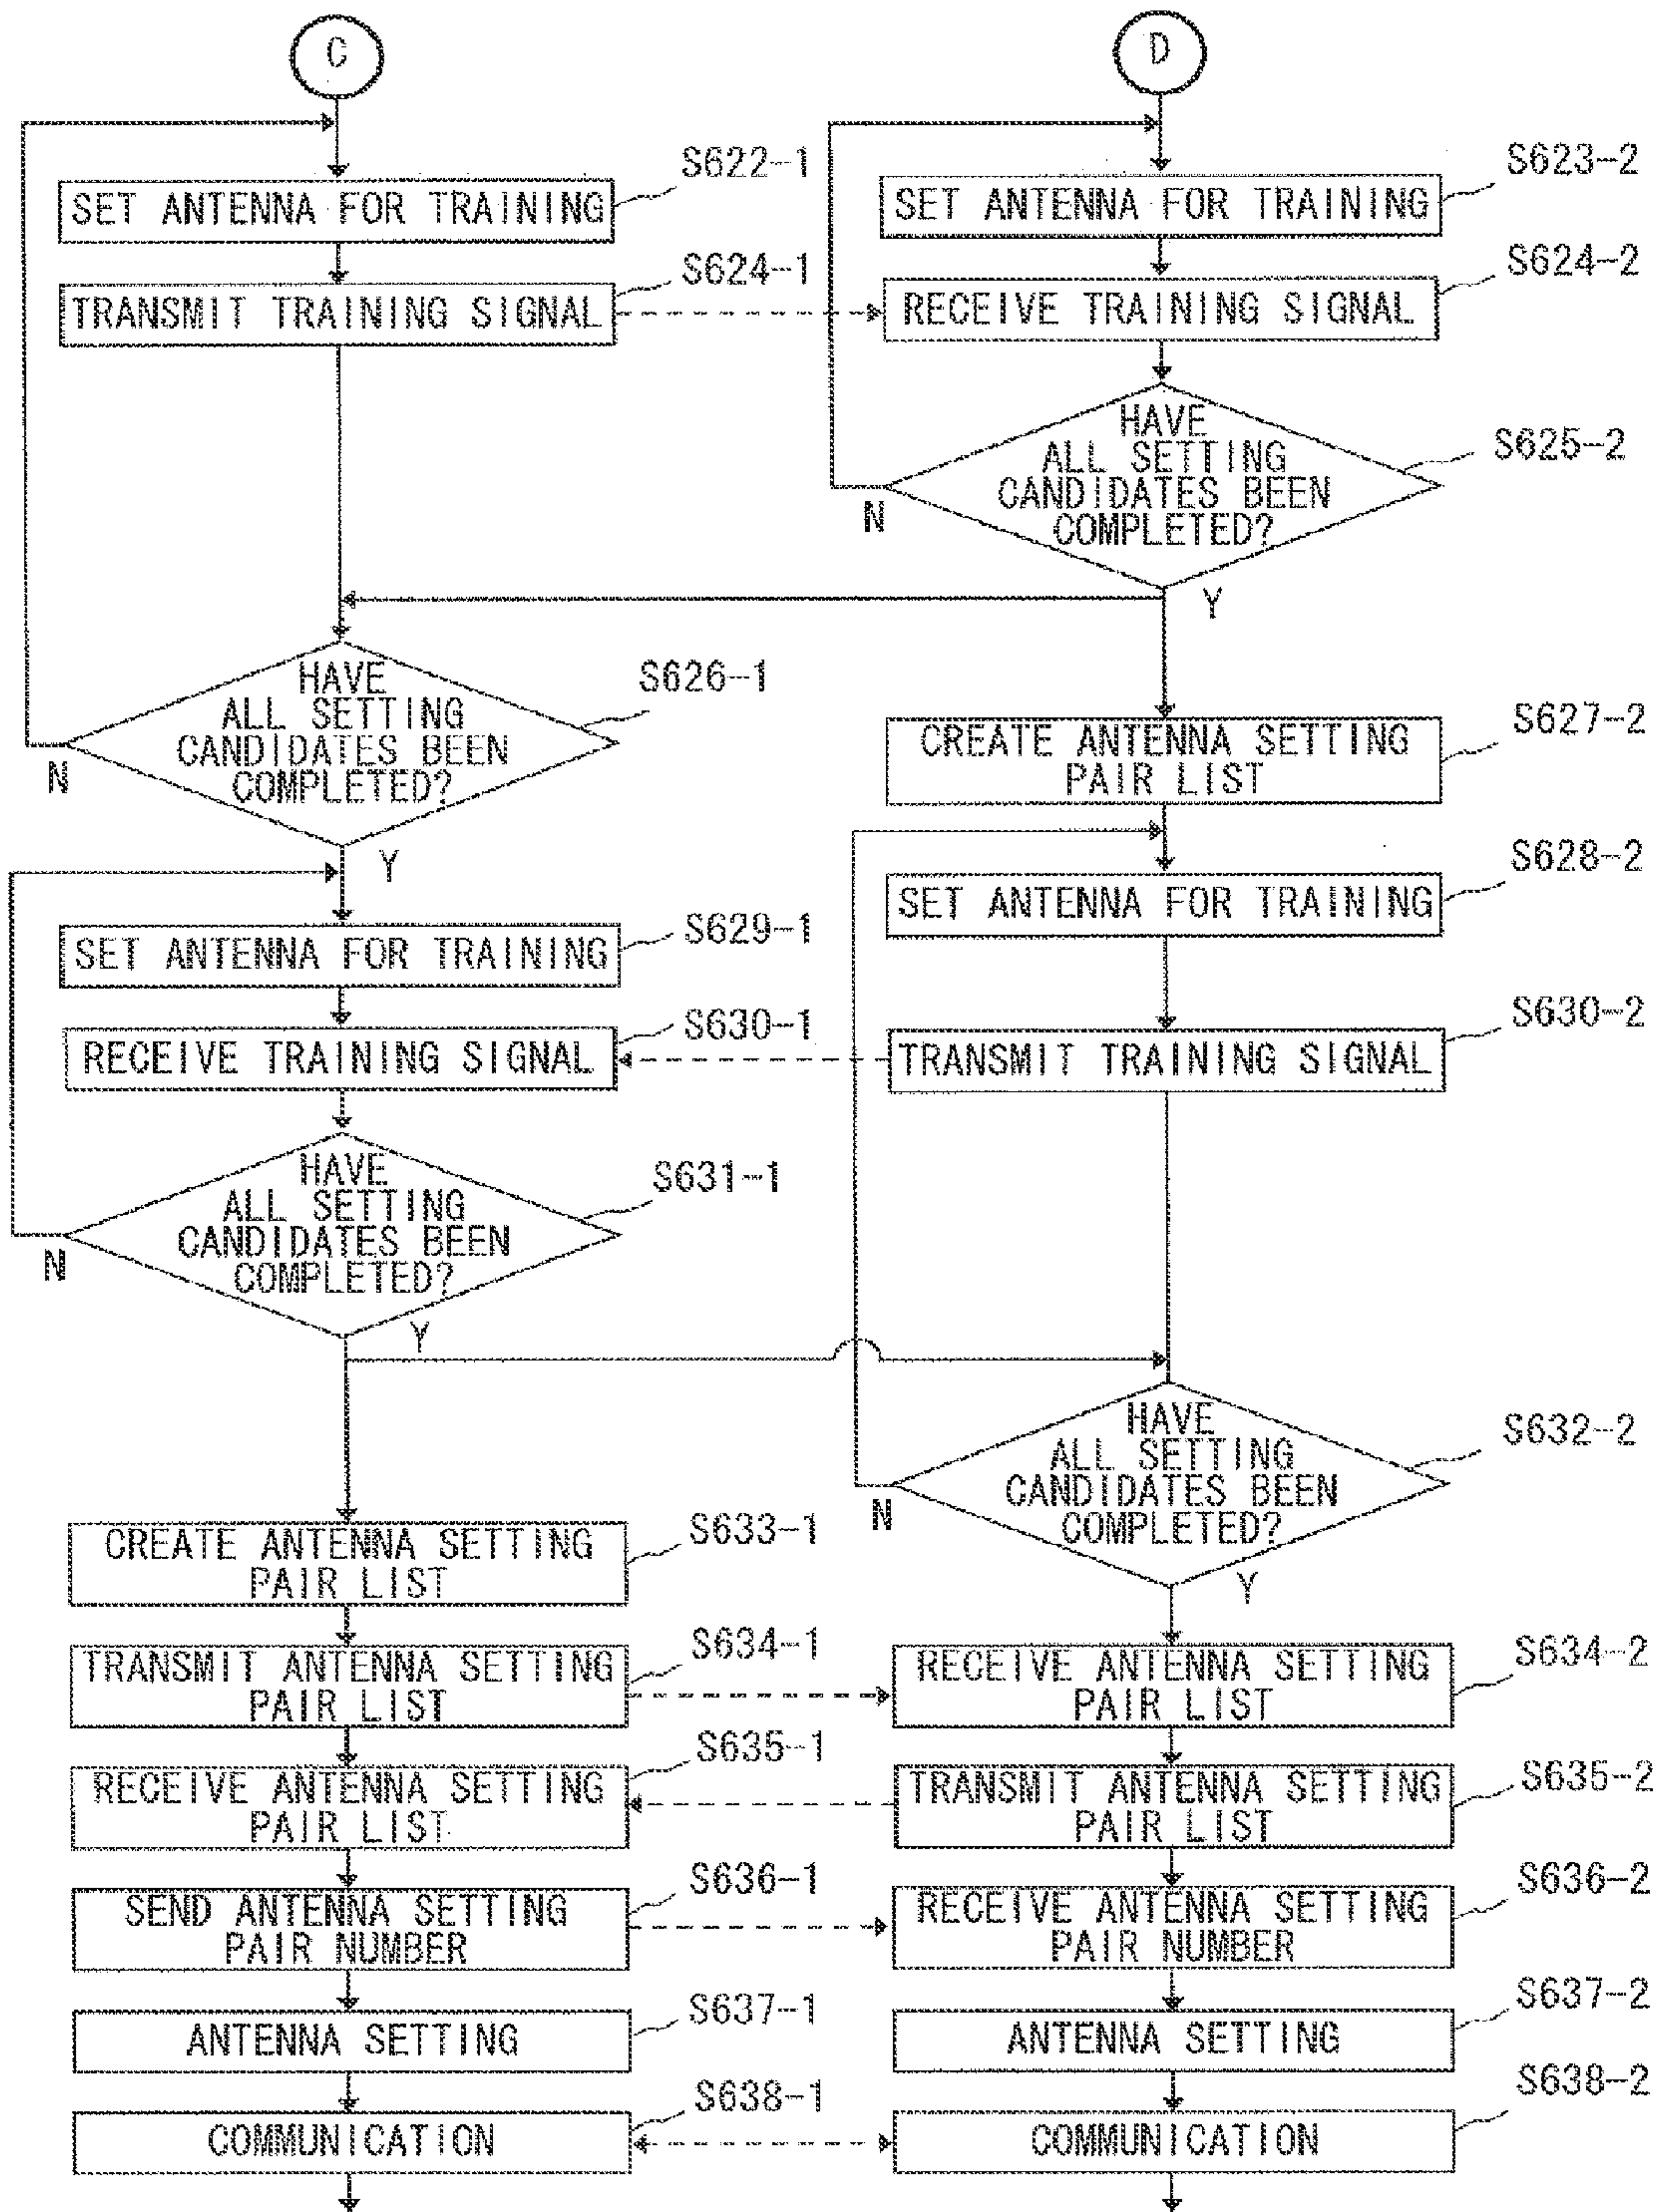 C
D
S622-1
SET ANTENNA FOR TRAINING
S623-2
SET ANTENNA FOR TRAINING
S624-1
TRANSMIT TRAINING SIGNAL
S624-2
RECEIVE TRAINING SIGNAL
S625-2
HAVE
ALL SETTING
CANDIDATES BEEN
COMPLETED?
N
Y
S626-1
HAVE
ALL SETTING
CANDIDATES BEEN
COMPLETED?
N
Y
S627-2
CREATE ANTENNA SETTING
PAIR LIST
S628-2
SET ANTENNA FOR TRAINING
S629-1
SET ANTENNA FOR TRAINING
S630-1
RECEIVE TRAINING SIGNAL
S630-2
TRANSMIT TRAINING SIGNAL
S631-1
HAVE
ALL SETTING
CANDIDATES BEEN
COMPLETED?
N
Y
S632-2
HAVE
ALL SETTING
CANDIDATES BEEN
COMPLETED?
N
Y
S633-1
CREATE ANTENNA SETTING
PAIR LIST
S634-1
TRANSMIT ANTENNA SETTING
PAIR LIST
S634-2
RECEIVE ANTENNA SETTING
PAIR LIST
S635-1
RECEIVE ANTENNA SETTING
PAIR LIST
S635-2
TRANSMIT ANTENNA SETTING
PAIR LIST
S636-1
SEND ANTENNA SETTING
PAIR NUMBER
S636-2
RECEIVE ANTENNA SETTING
PAIR NUMBER
S637-1
ANTENNA SETTING
S637-2
ANTENNA SETTING
S638-1
COMMUNICATION
S638-2
COMMUNICATION